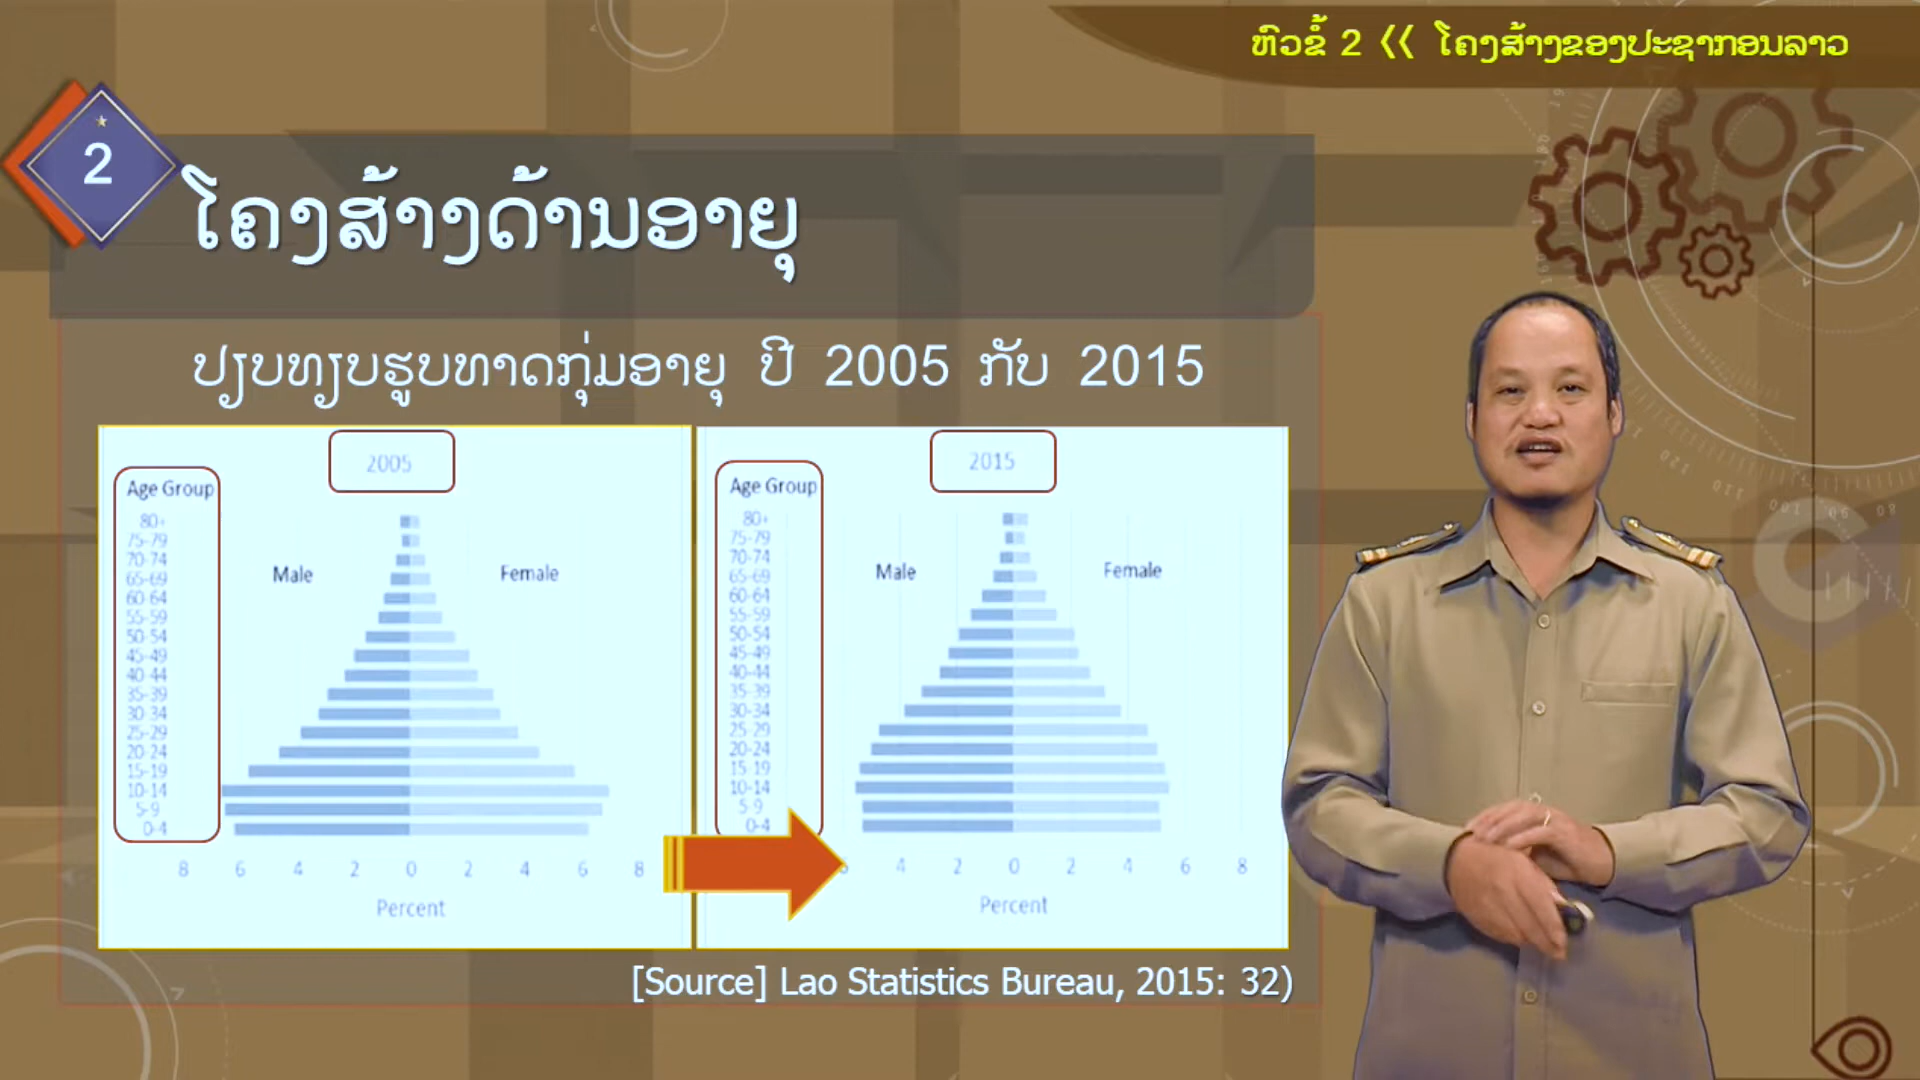 ຫົວຂໍ້ 2 << ໂຄງສ້າງຂອງປະຊາກອນລາວ
2
ໂຄງສ້າງດ້ານອາຍຸ
ປຽບທຽບຮູບທາດກຸ່ມອາຍຸ ປີ 2005 ກັບ 2015
2005
Age Group
80+
75-79
70-74
65-69
60-64
55-59
50-54
45-49
40-44
35-39
30-34
25-29
20-24
15-19
10-14
5-9
0-4
Male
Female
8 6 4 2 0 2 4 6 8
Percent
2015
Age Group
80+
75-79
70-74
65-69
60-64
55-59
50-54
45-49
40-44
35-39
30-34
25-29
20-24
15-19
10-14
5-9
0-4
Male
Female
4 2 0 2 4 6 8
Percent
[Source] Lao Statistics Bureau, 2015: 32)